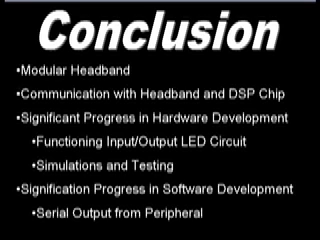 Conclusion
•Modular Headband
•Communication with Headband and DSP Chip
•Significant Progress in Hardware Development
•Functioning Input/Output LED Circuit
•Simulations and Testing
•Signification Progress in Software Development
•Serial Output from Peripheral